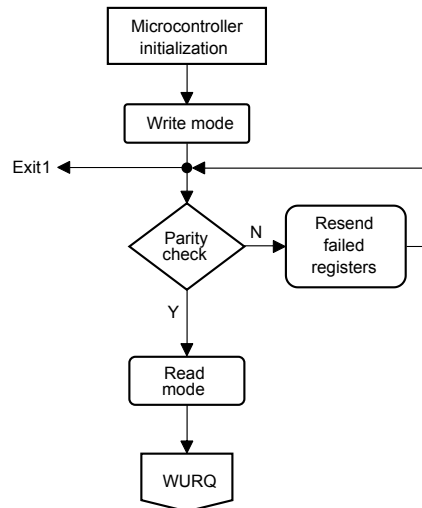 Microcontroller
initialization
Write mode
Exit1
Parity
check
N
Resend
failed
registers
Y
Read
mode
WURQ